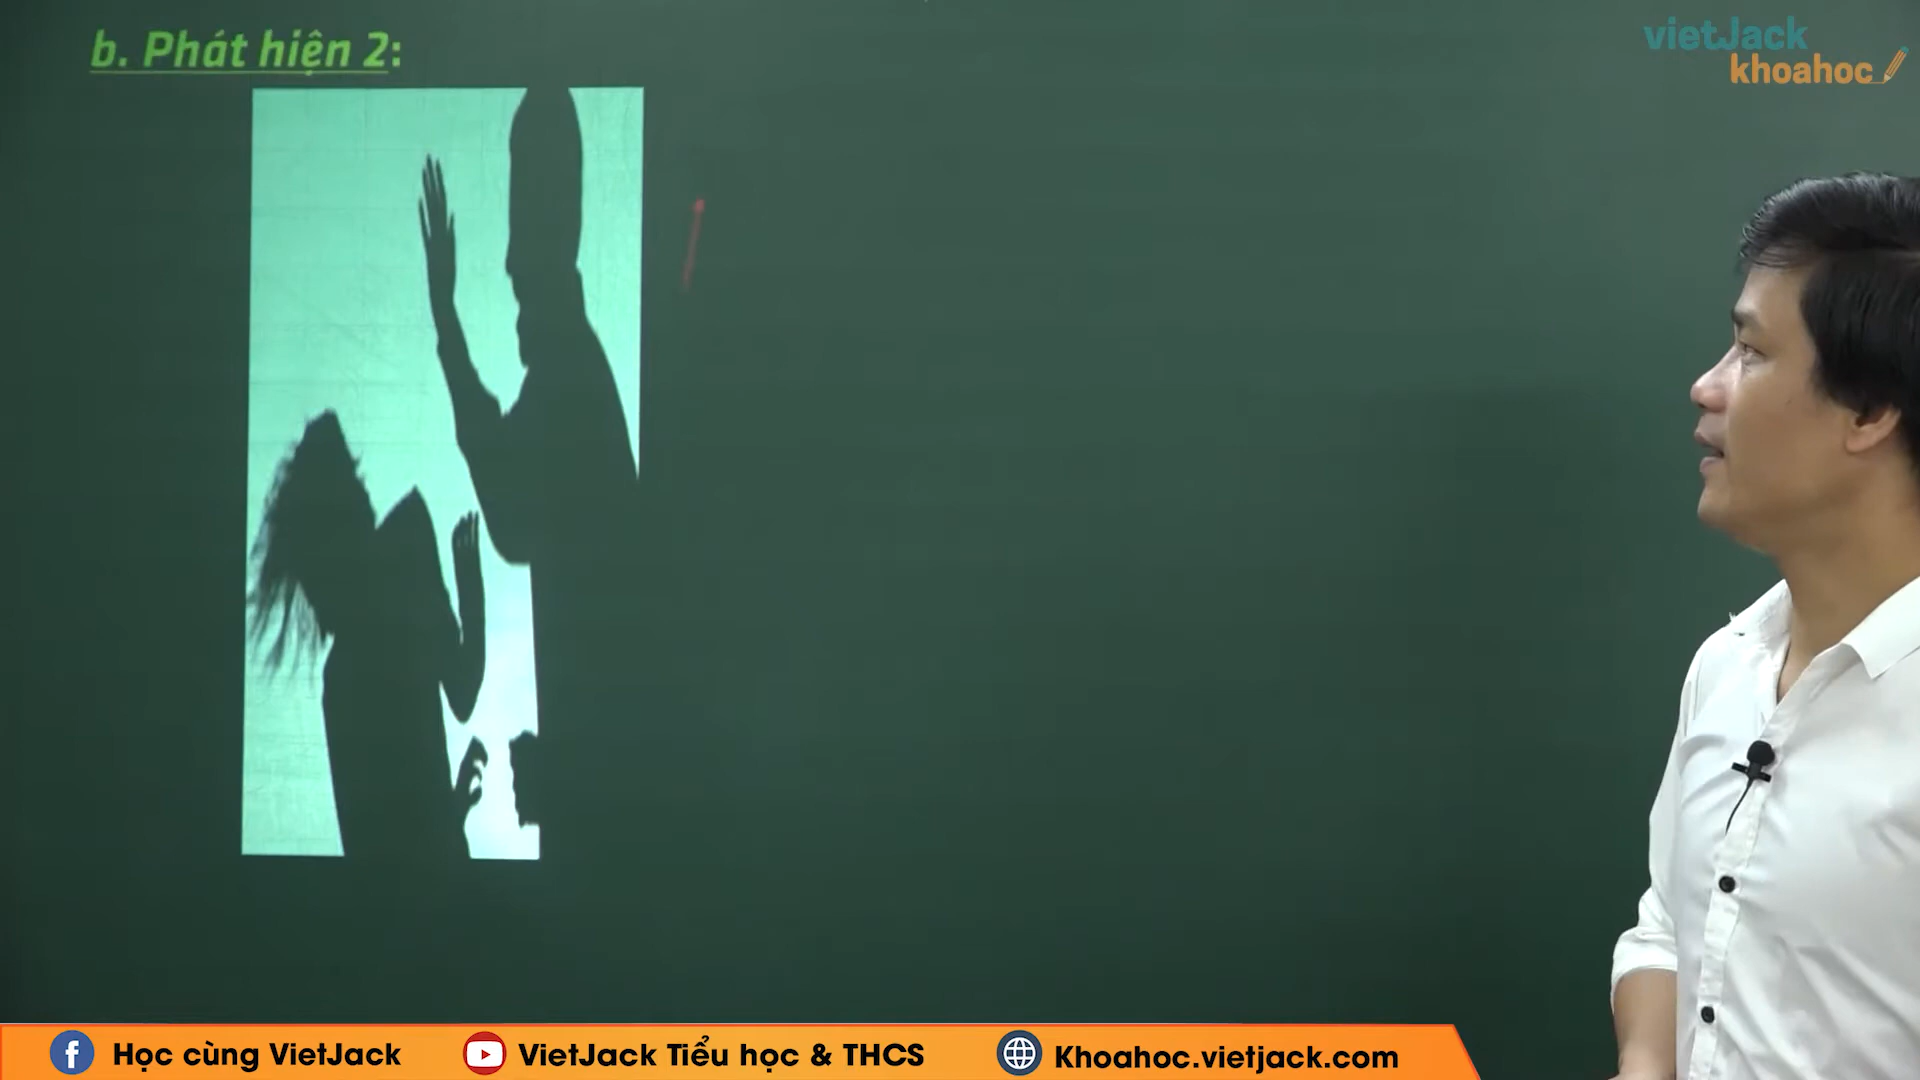 b. Phát hiện 2:
vietJack
khoahoc
Học cùng VietJack
VietJack Tiểu học & THCS
Khoahoc.vietjack.com